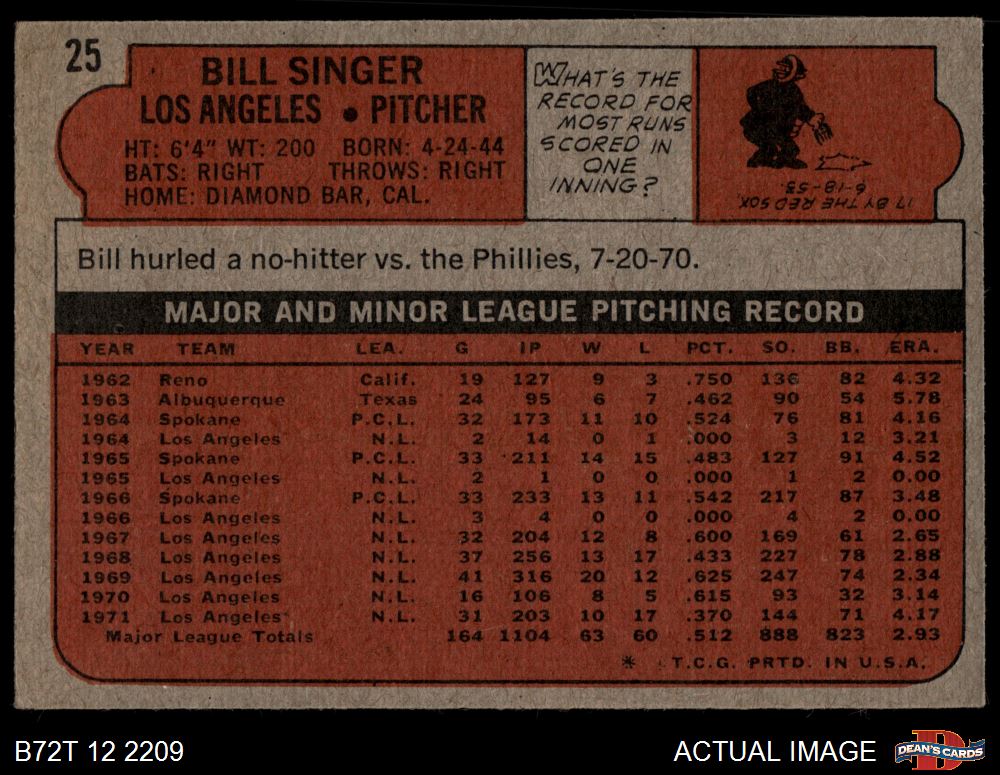 25
BILL SINGER
LOS ANGELES • PITCHER
HT: 6'4" WT: 200 BORN: 4-24-44
BATS: RIGHT THROWS: RIGHT
HOME: DIAMOND BAR, CAL.
WHAT'S THE
RECORD FOR
MOST RUNS
SCORED IN
ONE
INNING?
17 BY THE RED SOX
6-18-53.
Bill hurled a no-hitter vs. the Phillies, 7-20-70.
MAJOR AND MINOR LEAGUE PITCHING RECORD
YEAR TEAM LEA. G IP W L PCT. SO. BB. ERA.
1962 Reno Calif. 19 127 9 3 .750 136 82 4.32
1963 Albuquerque Texas 24 95 6 7 .462 90 54 5.78
1964 Spokane P.C.L. 32 173 11 10 .524 76 81 4.16
1964 Los Angeles N.L. 2 14 0 1 .000 3 12 3.21
1965 Spokane P.C.L. 33 211 14 15 .483 127 91 4.52
1965 Los Angeles N.L. 2 1 0 0 .000 1 2 0.00
1966 Spokane P.C.L. 33 233 13 11 .542 217 87 3.48
1966 Los Angeles N.L. 3 4 0 0 .000 4 2 0.00
1967 Los Angeles N.L. 32 204 12 8 .600 169 61 2.65
1968 Los Angeles N.L. 37 256 13 17 .433 227 78 2.88
1969 Los Angeles N.L. 41 316 20 12 .625 247 74 2.34
1970 Los Angeles N.L. 16 106 8 5 .615 93 32 3.14
1971 Los Angeles N.L. 31 203 10 17 .370 144 71 4.17
Major League Totals 164 1104 63 60 .512 888 823 2.93
* T.C.G. PRTD. IN U.S.A.
B72T 12 2209 ACTUAL IMAGE DEAN'S CARDS